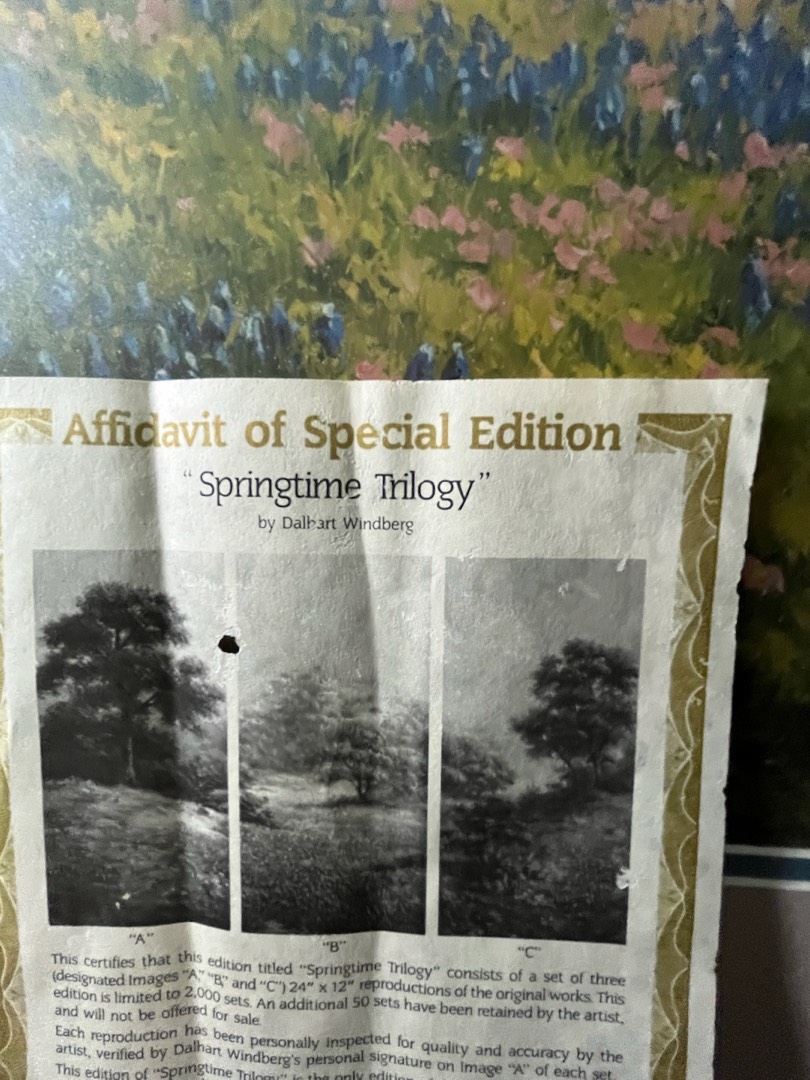 Affidavit of Special Edition
"Springtime Trilogy"
by Dalhart Windberg
"A" "B" "C"
This certifies that this edition titled "Springtime Trilogy" consists of a set of three
(designated Images "A," "B," and "C") 24" x 12" reproductions of the original works. This
edition is limited to 2,000 sets. An additional 50 sets have been retained by the artist,
and will not be offered for sale.
Each reproduction has been personally inspected for quality and accuracy by the
artist, verified by Dalhart Windberg's personal signature on Image "A" of each set.
This edition of "Springtime Trilogy" is the only edition